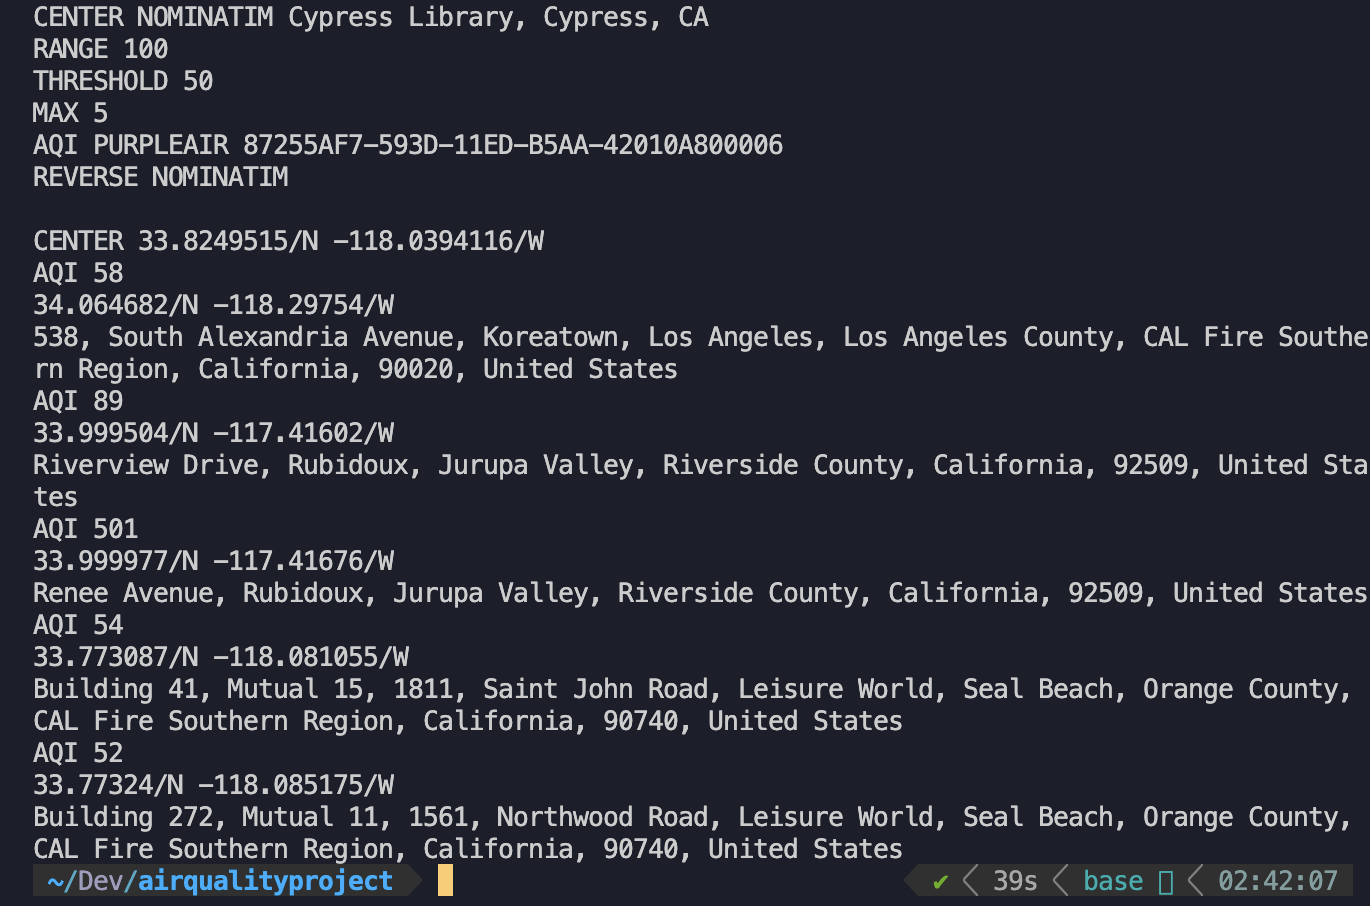 CENTER NOMINATIM Cypress Library, Cypress, CA
RANGE 100
THRESHOLD 50
MAX 5
AQI PURPLEAIR 87255AF7-593D-11ED-B5AA-42010A800006
REVERSE NOMINATIM
CENTER 33.8249515/N -118.0394116/W
AQI 58
34.064682/N -118.29754/W
538, South Alexandria Avenue, Koreatown, Los Angeles, Los Angeles County, CAL Fire Southe
rn Region, California, 90020, United States
AQI 89
33.999504/N -117.41602/W
Riverview Drive, Rubidoux, Jurupa Valley, Riverside County, California, 92509, United Sta
tes
AQI 501
33.999977/N -117.41676/W
Renee Avenue, Rubidoux, Jurupa Valley, Riverside County, California, 92509, United States
AQI 54
33.773087/N -118.081055/W
Building 41, Mutual 15, 1811, Saint John Road, Leisure World, Seal Beach, Orange County,
CAL Fire Southern Region, California, 90740, United States
AQI 52
33.77324/N -118.085175/W
Building 272, Mutual 11, 1561, Northwood Road, Leisure World, Seal Beach, Orange County,
CAL Fire Southern Region, California, 90740, United States
~/Dev/airqualityproject ✔ 39s base 02:42:07